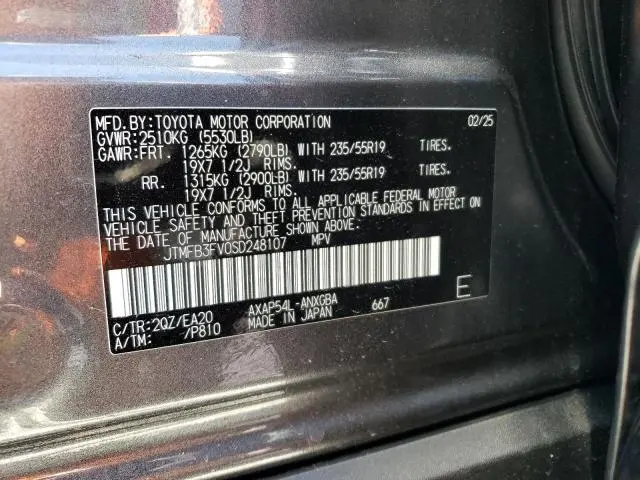 MFD.BY:TOYOTA MOTOR CORPORATION 02/25
GVWR:2510KG (5530LB)
GAWR:FRT. 1265KG (2790LB) WITH 235/55R19 TIRES.
19X7 1/2J RIMS.
RR. 1315KG (2900LB) WITH 235/55R19 TIRES.
19X7 1/2J RIMS.
THIS VEHICLE CONFORMS TO ALL APPLICABLE FEDERAL MOTOR
VEHICLE SAFETY AND THEFT PREVENTION STANDARDS IN EFFECT ON
THE DATE OF MANUFACTURE SHOWN ABOVE.
JTMFB3FV0SD248107 MPV
E
C/TR:2QZ/EA20 AXAP54L-ANXGBA 667
A/TM: /P810 MADE IN JAPAN